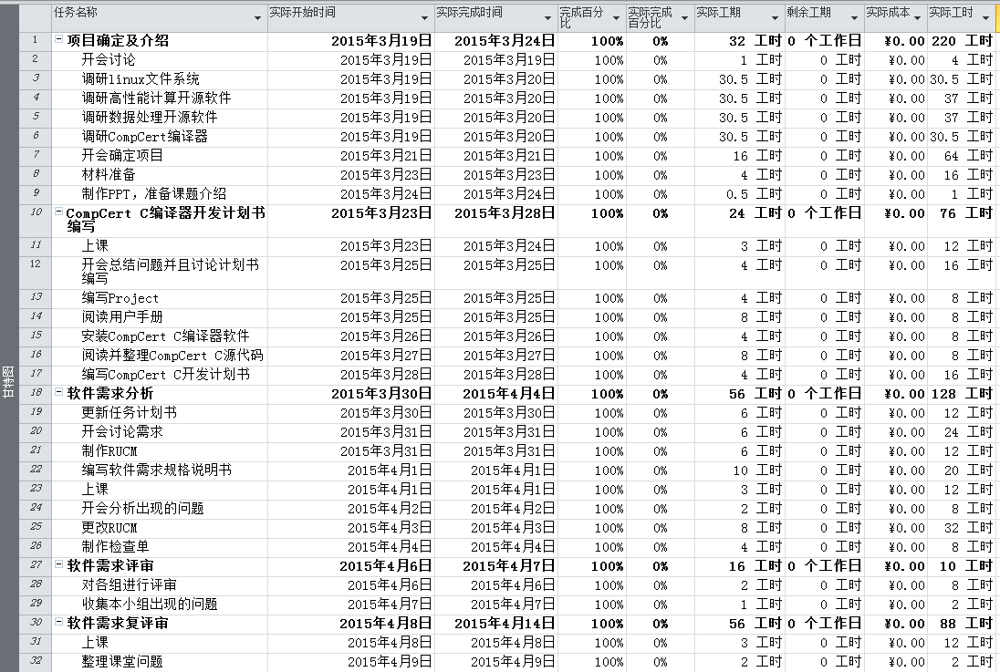 任务名称 实际开始时间 实际完成时间 完成百分比 实际完成百分比 实际工期 剩余工期 实际成本 实际工时
1 项目确定及介绍 2015年3月19日 2015年3月24日 100% 0% 32 工时 0 个工作日 ¥0.00 220 工时
2 开会讨论 2015年3月19日 2015年3月19日 100% 0% 1 工时 0 工时 ¥0.00 4 工时
3 调研linux文件系统 2015年3月19日 2015年3月20日 100% 0% 30.5 工时 0 工时 ¥0.00 30.5 工时
4 调研高性能计算开源软件 2015年3月19日 2015年3月20日 100% 0% 30.5 工时 0 工时 ¥0.00 37 工时
5 调研数据处理开源软件 2015年3月19日 2015年3月20日 100% 0% 30.5 工时 0 工时 ¥0.00 37 工时
6 调研CompCert编译器 2015年3月19日 2015年3月20日 100% 0% 30.5 工时 0 工时 ¥0.00 30.5 工时
7 开会确定项目 2015年3月21日 2015年3月21日 100% 0% 16 工时 0 工时 ¥0.00 64 工时
8 材料准备 2015年3月23日 2015年3月23日 100% 0% 4 工时 0 工时 ¥0.00 16 工时
9 制作PPT，准备课题介绍 2015年3月24日 2015年3月24日 100% 0% 0.5 工时 0 工时 ¥0.00 1 工时
10 CompCert C编译器开发计划书 2015年3月23日 2015年3月28日 100% 0% 24 工时 0 个工作日 ¥0.00 76 工时
编写
11 上课 2015年3月23日 2015年3月24日 100% 0% 3 工时 0 工时 ¥0.00 12 工时
12 开会总结问题并且讨论计划书 2015年3月25日 2015年3月25日 100% 0% 4 工时 0 工时 ¥0.00 16 工时
编写
13 编写Project 2015年3月25日 2015年3月25日 100% 0% 4 工时 0 工时 ¥0.00 8 工时
14 阅读用户手册 2015年3月25日 2015年3月25日 100% 0% 8 工时 0 工时 ¥0.00 8 工时
15 安装CompCert C编译器软件 2015年3月26日 2015年3月26日 100% 0% 4 工时 0 工时 ¥0.00 8 工时
16 阅读并整理CompCert C源代码 2015年3月27日 2015年3月27日 100% 0% 8 工时 0 工时 ¥0.00 8 工时
17 编写CompCert C开发计划书 2015年3月28日 2015年3月28日 100% 0% 4 工时 0 工时 ¥0.00 16 工时
18 软件需求分析 2015年3月30日 2015年4月4日 100% 0% 56 工时 0 个工作日 ¥0.00 128 工时
19 更新任务计划书 2015年3月30日 2015年3月30日 100% 0% 6 工时 0 工时 ¥0.00 12 工时
20 开会讨论需求 2015年3月31日 2015年3月31日 100% 0% 6 工时 0 工时 ¥0.00 24 工时
21 制作RUCM 2015年3月31日 2015年3月31日 100% 0% 6 工时 0 工时 ¥0.00 12 工时
22 编写软件需求规格说明书 2015年4月1日 2015年4月1日 100% 0% 10 工时 0 工时 ¥0.00 20 工时
23 上课 2015年4月1日 2015年4月1日 100% 0% 3 工时 0 工时 ¥0.00 12 工时
24 开会分析出现的问题 2015年4月2日 2015年4月2日 100% 0% 2 工时 0 工时 ¥0.00 8 工时
25 更改RUCM 2015年4月3日 2015年4月3日 100% 0% 8 工时 0 工时 ¥0.00 32 工时
26 制作检查单 2015年4月4日 2015年4月4日 100% 0% 4 工时 0 工时 ¥0.00 8 工时
27 软件需求评审 2015年4月6日 2015年4月7日 100% 0% 16 工时 0 个工作日 ¥0.00 10 工时
28 对各组进行评审 2015年4月6日 2015年4月6日 100% 0% 2 工时 0 工时 ¥0.00 8 工时
29 收集本小组出现的问题 2015年4月7日 2015年4月7日 100% 0% 1 工时 0 工时 ¥0.00 2 工时
30 软件需求复评审 2015年4月8日 2015年4月14日 100% 0% 56 工时 0 个工作日 ¥0.00 88 工时
31 上课 2015年4月8日 2015年4月8日 100% 0% 3 工时 0 工时 ¥0.00 12 工时
32 整理课堂问题 2015年4月9日 2015年4月9日 100% 0% 2 工时 0 工时 ¥0.00 2 工时
甘特图